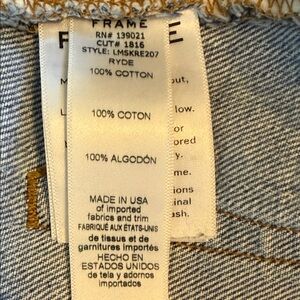 FRAME
RN# 139021
CUT# 1816
STYLE: LMSKRE207
RYDE
100% COTTON
100% COTON
100% ALGODÓN
MADE IN USA
of imported
fabrics and trim
FABRIQUÉ AUX ÉTATS-UNIS
de tissus et de
garnitures importés
HECHO EN
ESTADOS UNIDOS
de tela y adornos
importados